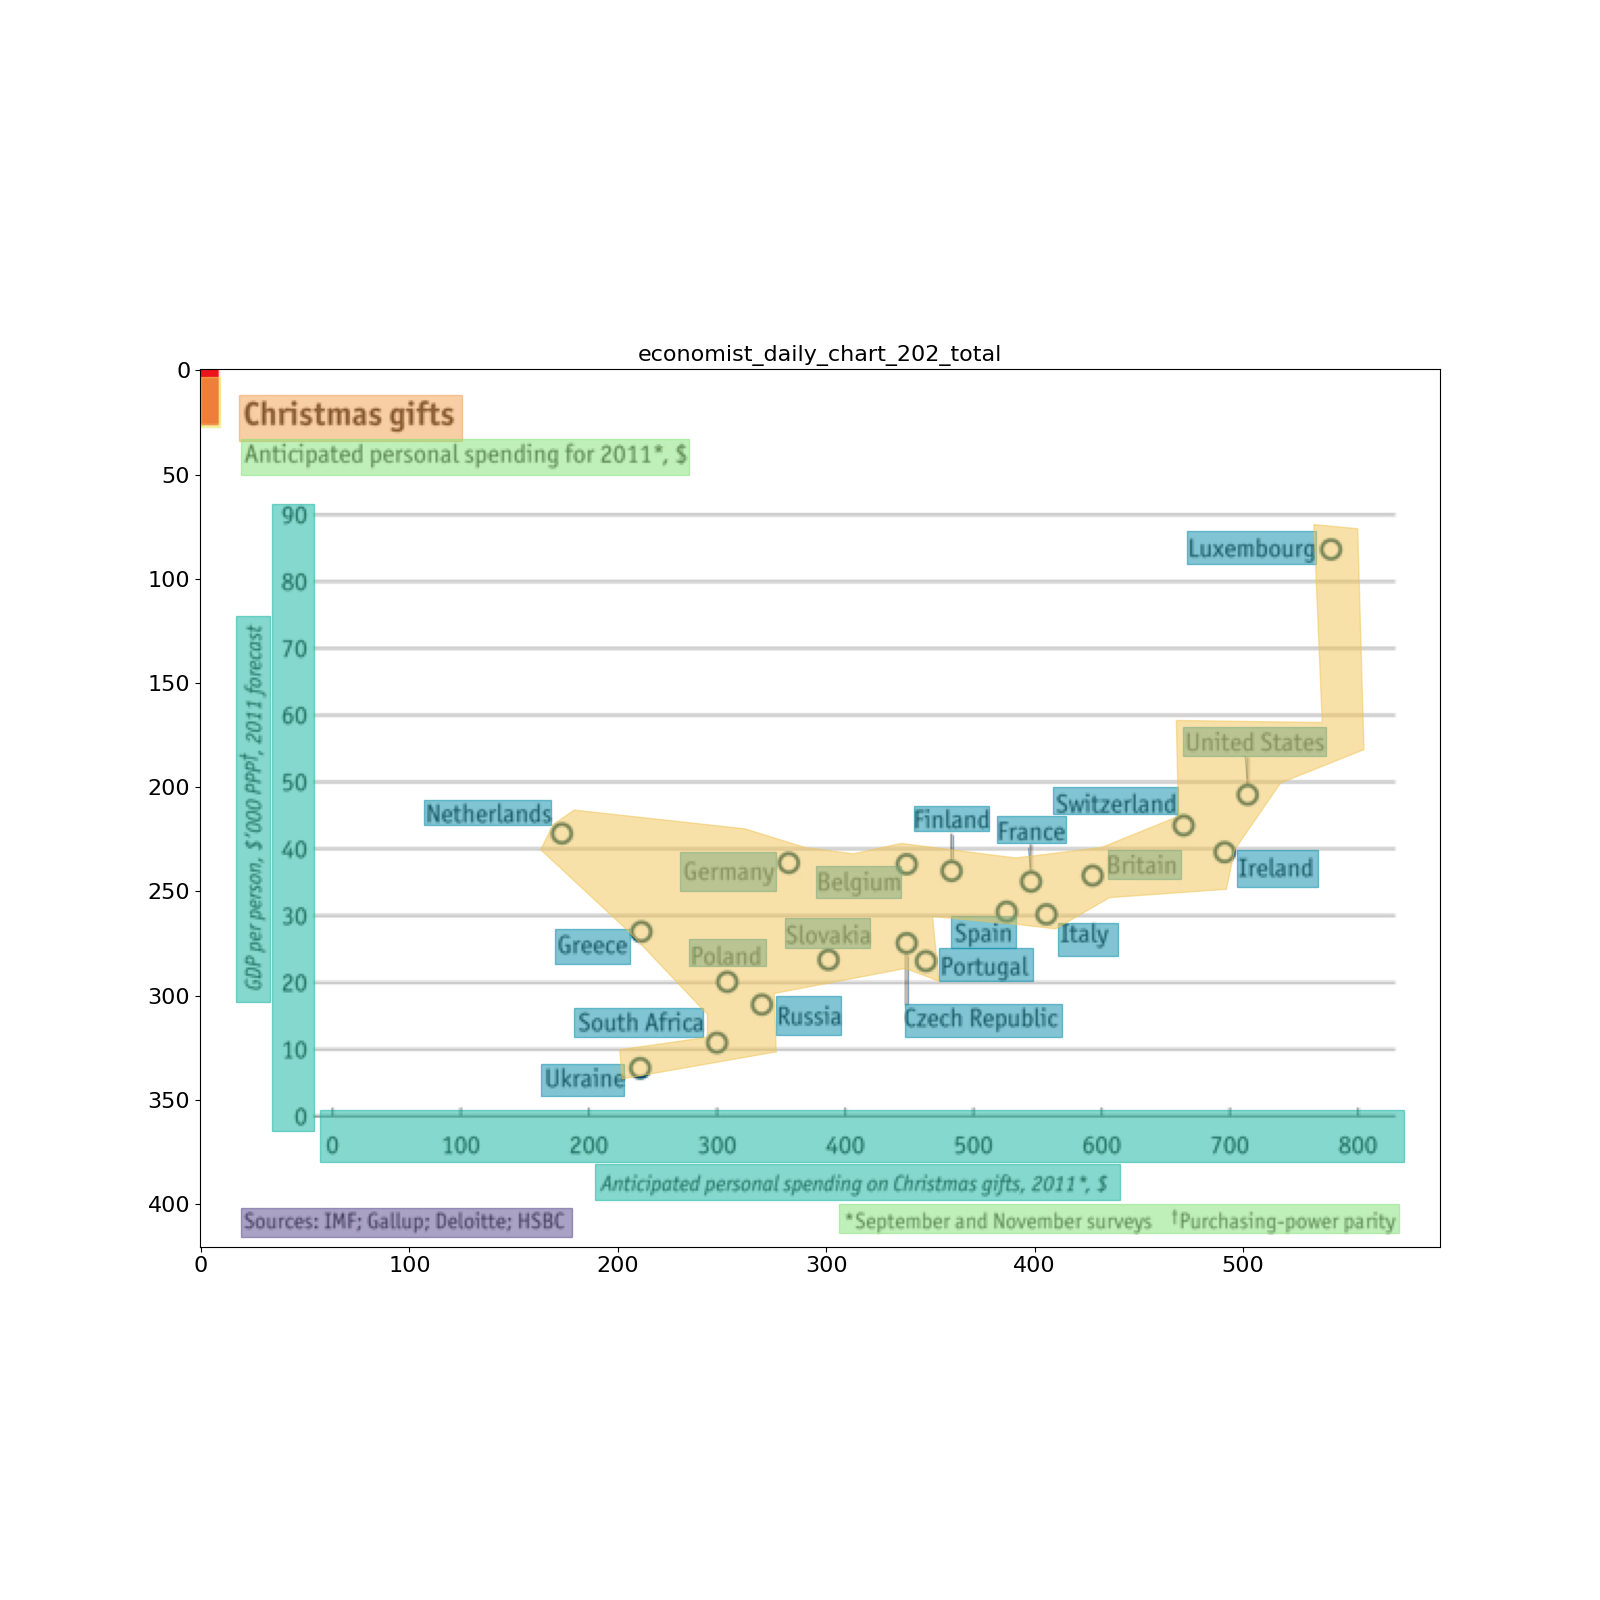 economist_daily_chart_202_total
0
50
100
150
200
250
300
350
400
Christmas gifts
Anticipated personal spending for 2011*, $
GDP per person, $'000 PPP†, 2011 forecast
90
80
70
60
50
40
30
20
10
0
Luxembourg
United States
Switzerland
Netherlands
Finland
France
Britain
Ireland
Germany
Belgium
Spain
Italy
Greece
Slovakia
Poland
Portugal
South Africa
Russia
Czech Republic
Ukraine
0 100 200 300 400 500 600 700 800
Anticipated personal spending on Christmas gifts, 2011*, $
Sources: IMF; Gallup; Deloitte; HSBC
*September and November surveys †Purchasing-power parity
0 100 200 300 400 500